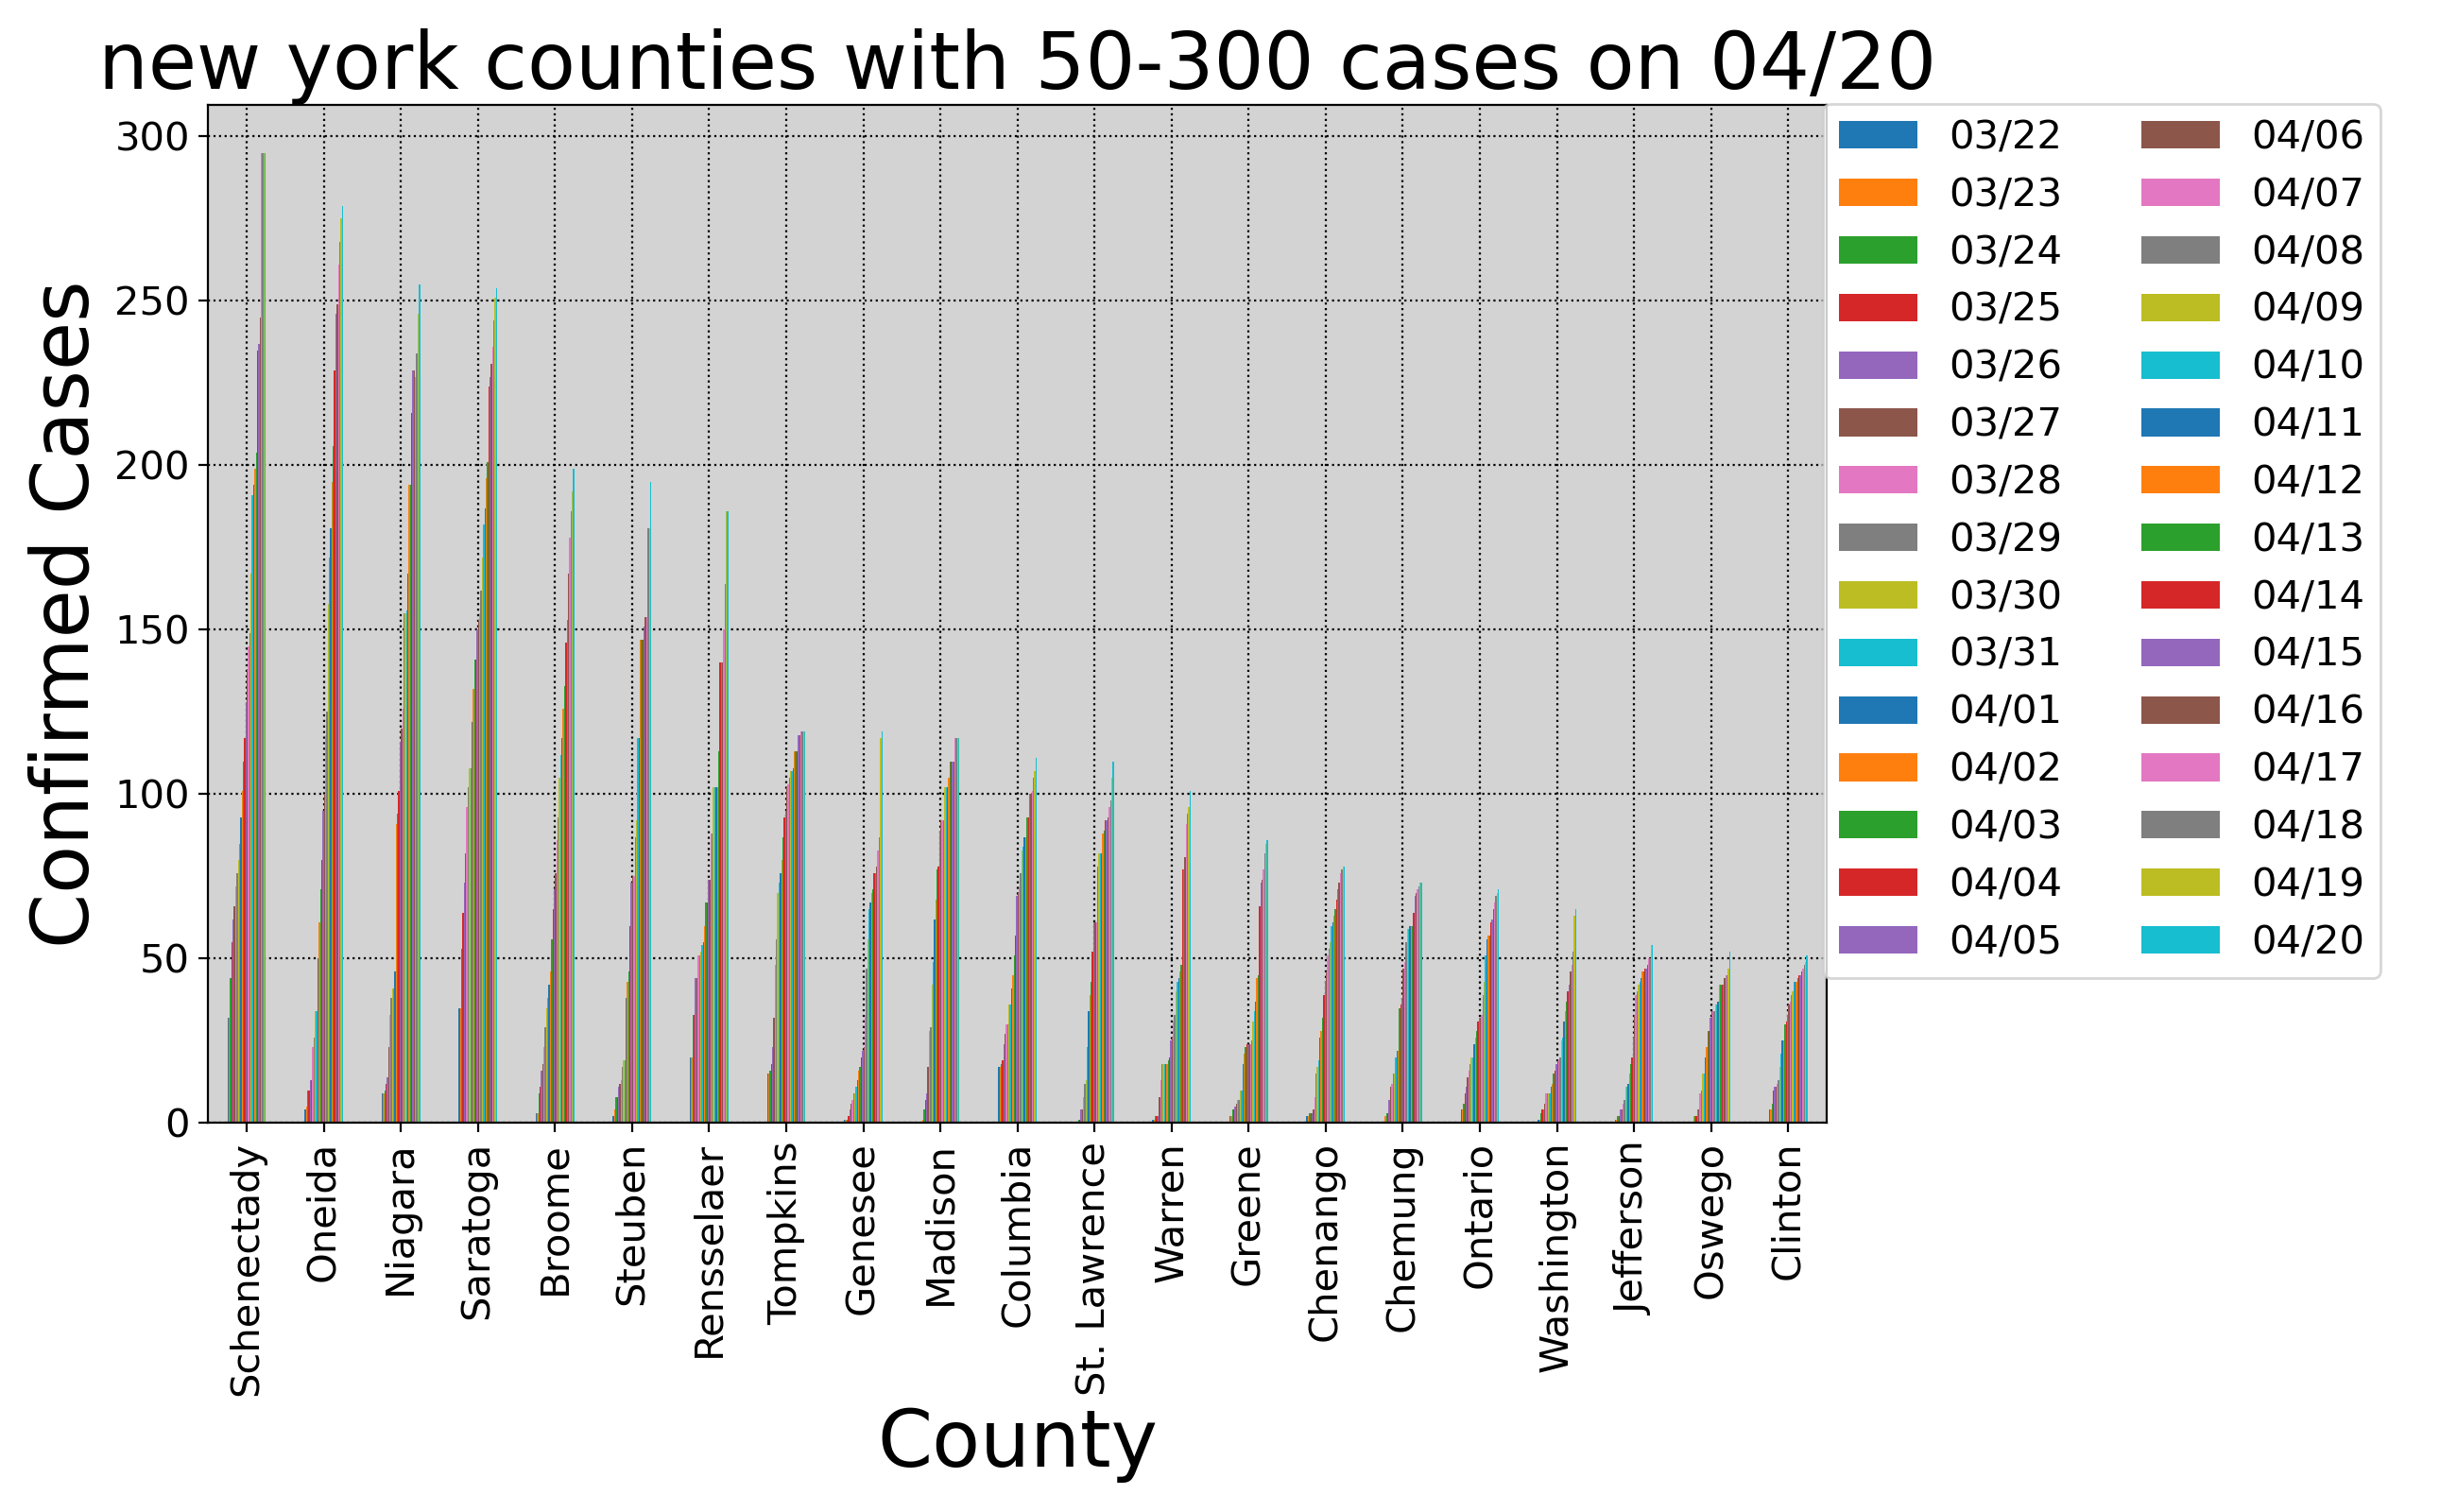 new york counties with 50-300 cases on 04/20
Confirmed Cases
300
250
200
150
100
50
0
Schenectady
Oneida
Niagara
Saratoga
Broome
Steuben
Rensselaer
Tompkins
Genesee
Madison
Columbia
St. Lawrence
Warren
Greene
Chenango
Chemung
Ontario
Washington
Jefferson
Oswego
Clinton
County
03/22
03/23
03/24
03/25
03/26
03/27
03/28
03/29
03/30
03/31
04/01
04/02
04/03
04/04
04/05
04/06
04/07
04/08
04/09
04/10
04/11
04/12
04/13
04/14
04/15
04/16
04/17
04/18
04/19
04/20